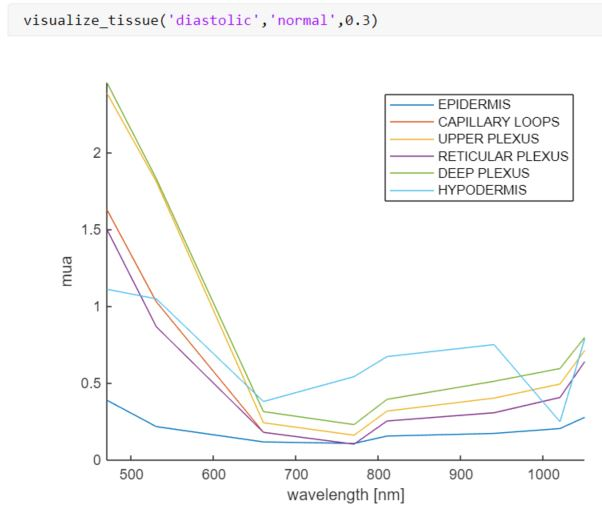 visualize_tissue('diastolic','normal',0.3)
EPIDERMIS
CAPILLARY LOOPS
UPPER PLEXUS
RETICULAR PLEXUS
DEEP PLEXUS
HYPODERMIS
2
1.5
1
0.5
0
mua
500 600 700 800 900 1000
wavelength [nm]